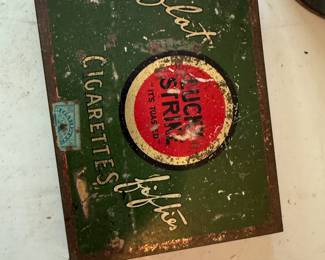 flat
LUCKY
STRIKE
"IT'S TOASTED"
CIGARETTES
fifties